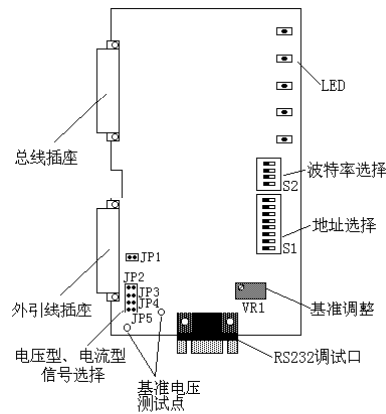 LED
总线插座
波特率选择
S2
地址选择
S1
JP1
JP2
JP3
JP4
JP5
外引线插座
VR1
基准调整
电压型、电流型
信号选择
RS232调试口
基准电压
测试点